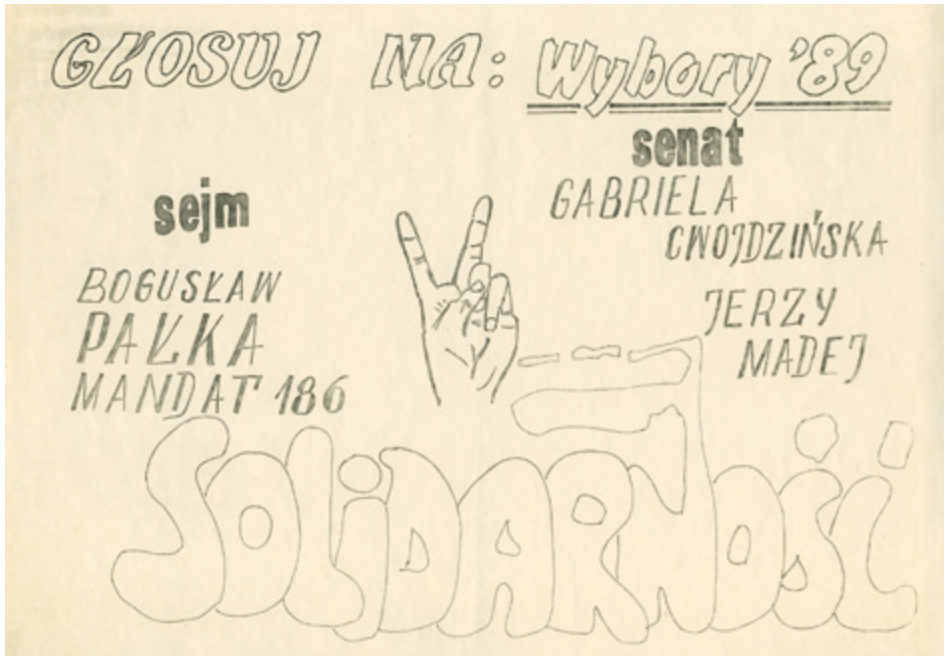 GŁOSUJ NA: Wybory '89
sejm
BOGUSŁAW
PAŁKA
MANDAT 186
senat
GABRIELA
CWOJDZIŃSKA
JERZY
MADEJ
SOLiDARNOŚĆ